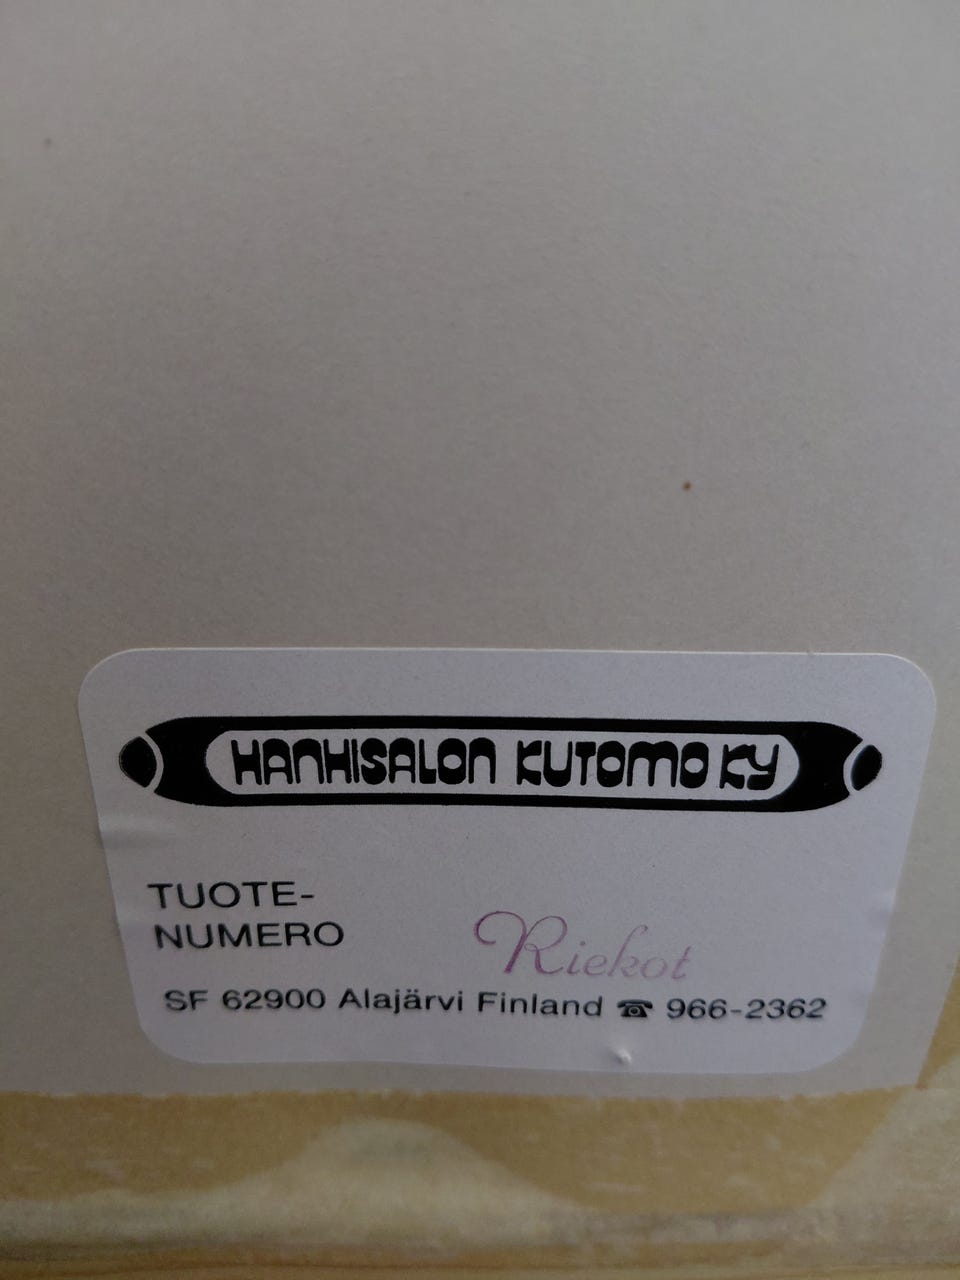 HANHISALON KUTOMO KY
TUOTE-
NUMERO
Riekot
SF 62900 Alajärvi Finland ☎ 966-2362